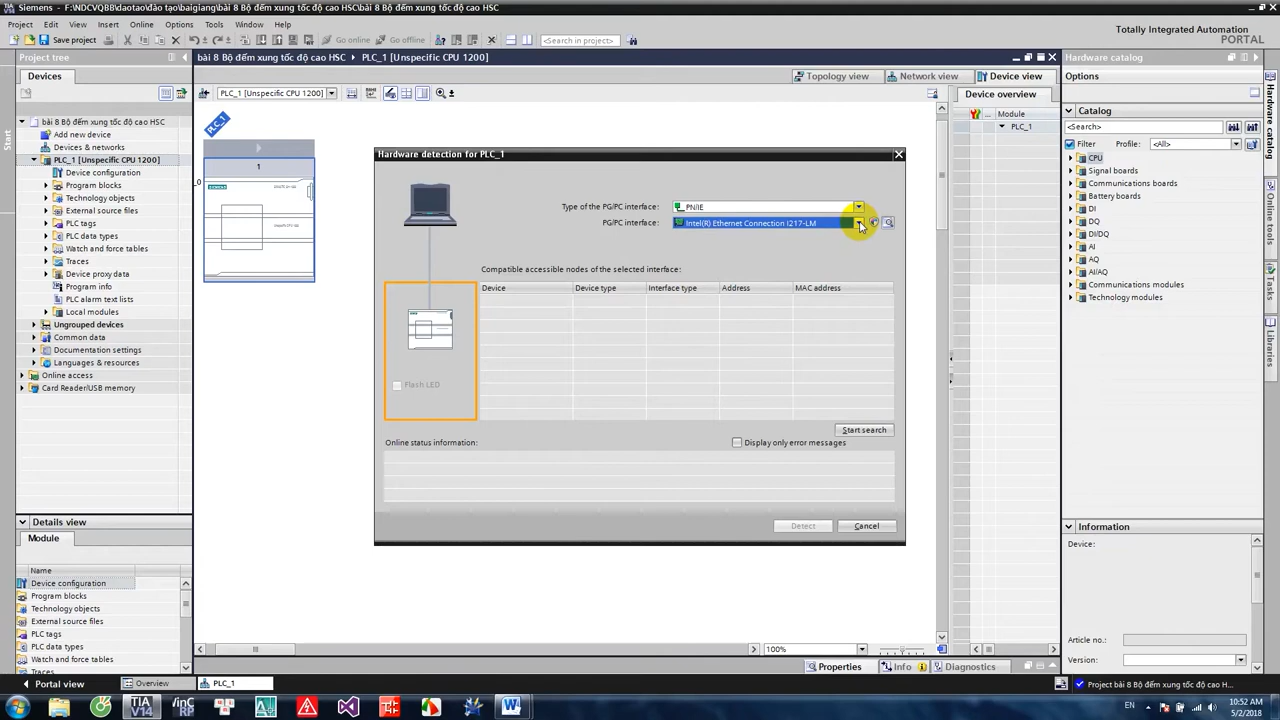 Siemens - F:\NDCVQBB\daotao\đào tạo\baigiang\bài 8 Bộ đếm xung tốc độ cao HSC\bài 8 Bộ đếm xung tốc độ cao HSC
Project Edit View Insert Online Options Tools Window Help
Totally Integrated Automation
PORTAL
Save project Go online Go offline <Search in project>
Project tree
bài 8 Bộ đếm xung tốc độ cao HSC PLC_1 [Unspecific CPU 1200]
Hardware catalog
Devices
Topology view Network view Device view
Options
PLC_1 [Unspecific CPU 1200]
Device overview
Module
PLC_1
Catalog
<Search>
Filter Profile: <All>
CPU
Signal boards
Communications boards
Battery boards
DI
DQ
DI/DQ
AI
AQ
AI/AQ
Communications modules
Technology modules
bài 8 Bộ đếm xung tốc độ cao HSC
Add new device
Devices & networks
PLC_1 [Unspecific CPU 1200]
Device configuration
Program blocks
Technology objects
External source files
PLC tags
PLC data types
Watch and force tables
Traces
Device proxy data
Program info
PLC alarm text lists
Local modules
Ungrouped devices
Common data
Documentation settings
Languages & resources
Online access
Card Reader/USB memory
Start
PLC_1
1
SIEMENS
Hardware detection for PLC_1
Type of the PG/PC interface: PN/IE
PG/PC interface: Intel(R) Ethernet Connection I217-LM
Compatible accessible nodes of the selected interface:
Device Device type Interface type Address MAC address
Flash LED
Start search
Online status information: Display only error messages
Detect Cancel
Details view
Module
Name
Device configuration
Program blocks
Technology objects
External source files
PLC tags
PLC data types
Watch and force tables
Traces
Information
Device:
Article no.:
Version:
Hardware catalog
Online tools
Tasks
Libraries
100%
Properties Info Diagnostics
Portal view Overview PLC_1
Project bài 8 Bộ đếm xung tốc độ cao H...
TIA V14
EN 10:52 AM
5/2/2018